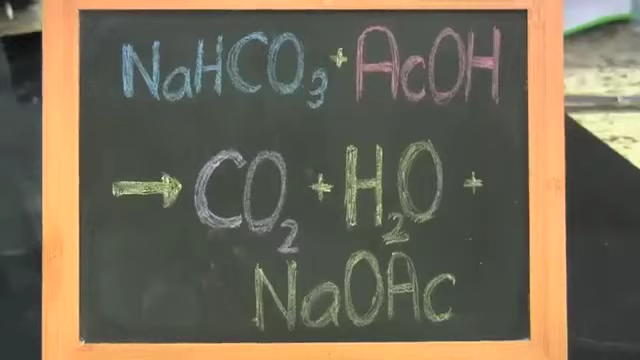 NaHCO₃ + AcOH
→ CO₂ + H₂O +
NaOAc